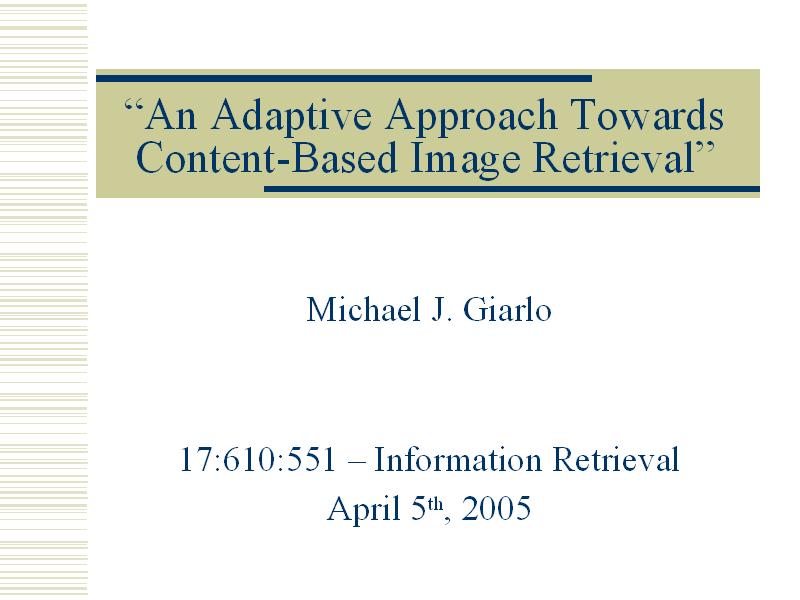 “An Adaptive Approach Towards
Content-Based Image Retrieval”
Michael J. Giarlo
17:610:551 – Information Retrieval
April 5th, 2005